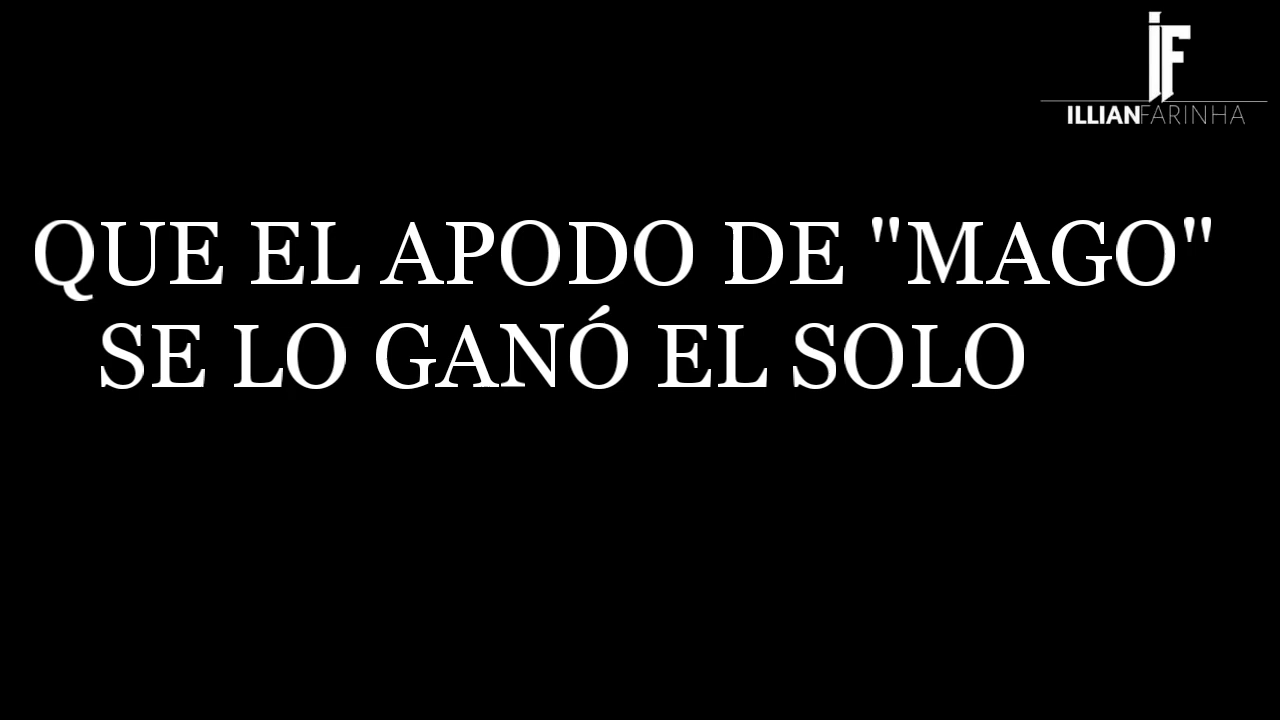 IF
ILLIANFARINHA
QUE EL APODO DE "MAGO"
SE LO GANÓ EL SOLO